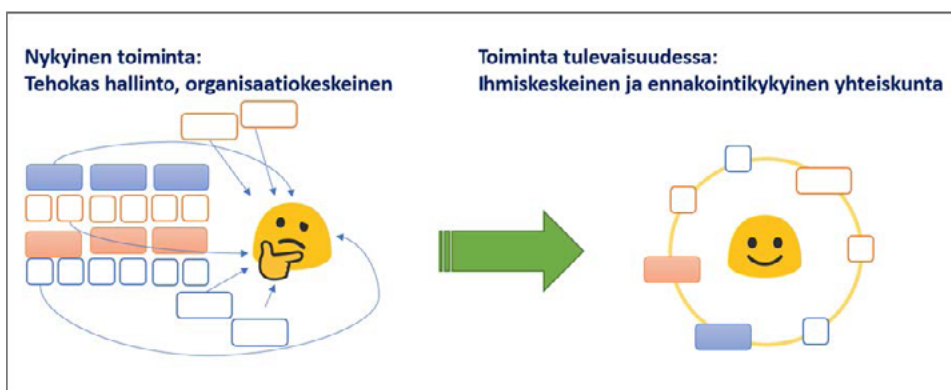 Nykyinen toiminta:
Tehokas hallinto, organisaatiokeskeinen
Toiminta tulevaisuudessa:
Ihmiskeskeinen ja ennakointikykyinen yhteiskunta